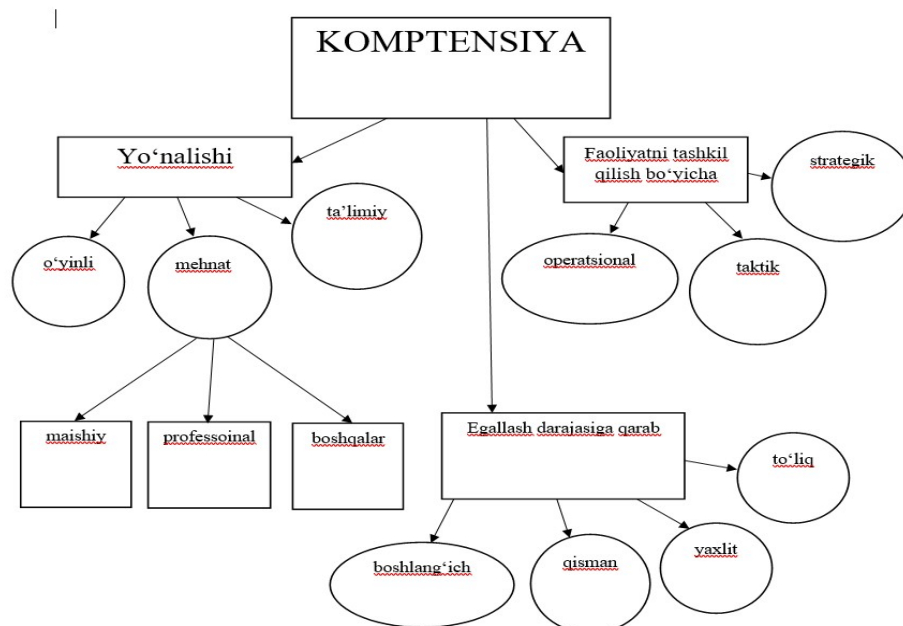 KOMPTENSIYA
Yo‘nalishi
Faoliyatni tashkil
qilish bo‘yicha
strategik
ta’limiy
o‘yinli
mehnat
operatsional
taktik
maishiy
professoinal
boshqalar
Egallash darajasiga qarab
to‘liq
boshlang‘ich
qisman
yaxlit